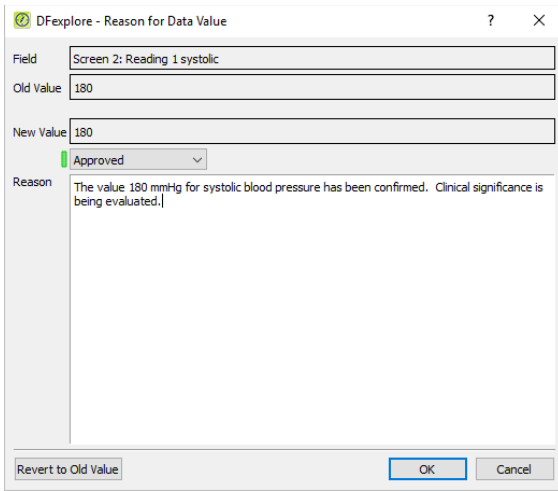 DFexplore - Reason for Data Value
Field Screen 2: Reading 1 systolic
Old Value 180
New Value 180
Approved
Reason The value 180 mmHg for systolic blood pressure has been confirmed. Clinical significance is
being evaluated.
Revert to Old Value OK Cancel